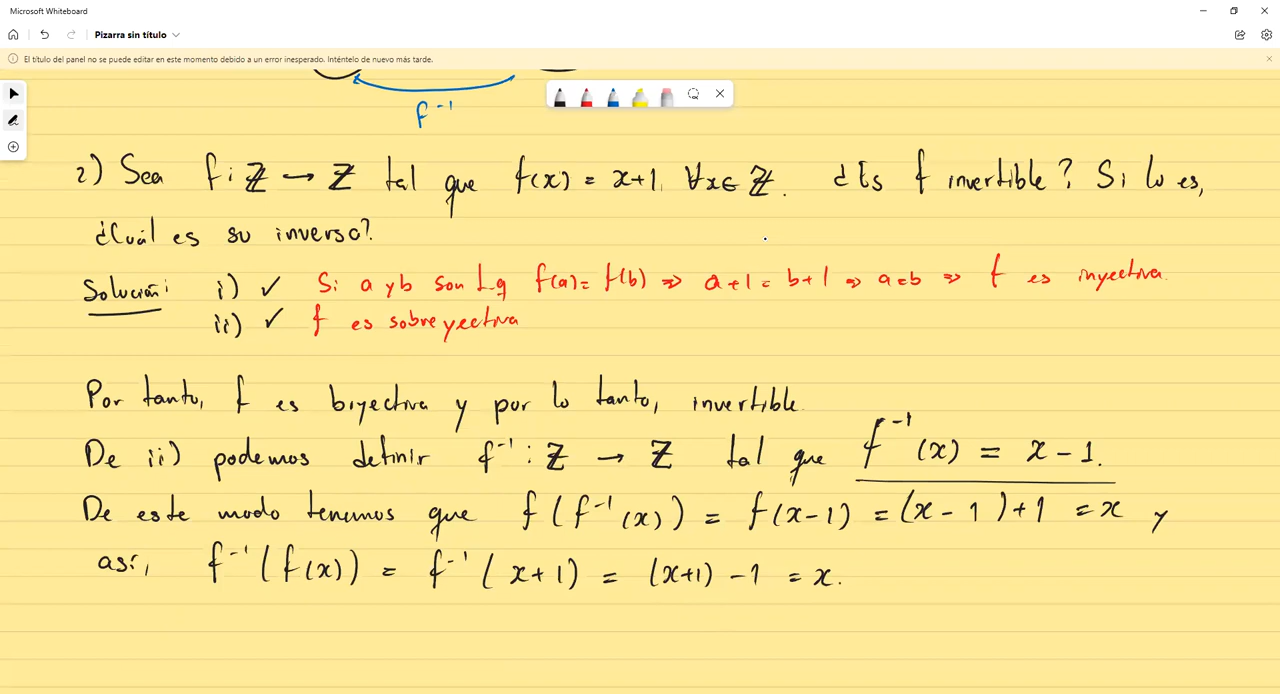 Microsoft Whiteboard
Pizarra sin título
El título del panel no se puede editar en este momento debido a un error inesperado. Inténtelo de nuevo más tarde.
f⁻¹
2) Sea f: ℤ → ℤ tal que f(x) = x+1, ∀x∈ ℤ. ¿Es f invertible? Si lo es,
¿Cuál es su inversa?
Solución: i) ✓ Si a y b son t.q f(a) = f(b) ⇒ a+1 = b+1 ⇒ a=b ⇒ f es inyectiva.
ii) ✓ f es sobreyectiva
Por tanto, f es biyectiva y por lo tanto, invertible.
De ii) podemos definir f⁻¹: ℤ → ℤ tal que f⁻¹(x) = x-1.
De este modo tenemos que f(f⁻¹(x)) = f(x-1) = (x-1)+1 = x y
así, f⁻¹(f(x)) = f⁻¹(x+1) = (x+1)-1 = x.